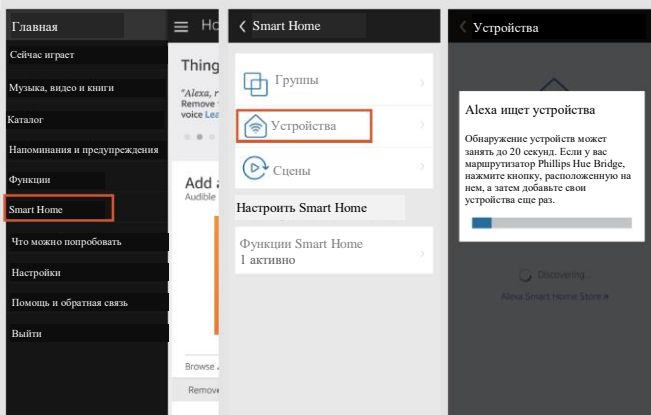 Главная
Сейчас играет
Музыка, видео и книги
Каталог
Напоминания и предупреждения
Функции
Smart Home
Что можно попробовать
Настройки
Помощь и обратная связь
Выйти
Thing
"Alexa, r
Remove
voice Lea
Add
Audible
Browse
Remove
Smart Home
Группы
Устройства
Сцены
Настроить Smart Home
Функции Smart Home
1 активно
Устройства
Alexa ищет устройства
Обнаружение устройств может
занять до 20 секунд. Если у вас
маршрутизатор Phillips Hue Bridge,
нажмите кнопку, расположенную на
нем, а затем добавьте свои
устройства еще раз.
Discovering...
Alexa Smart Home Store